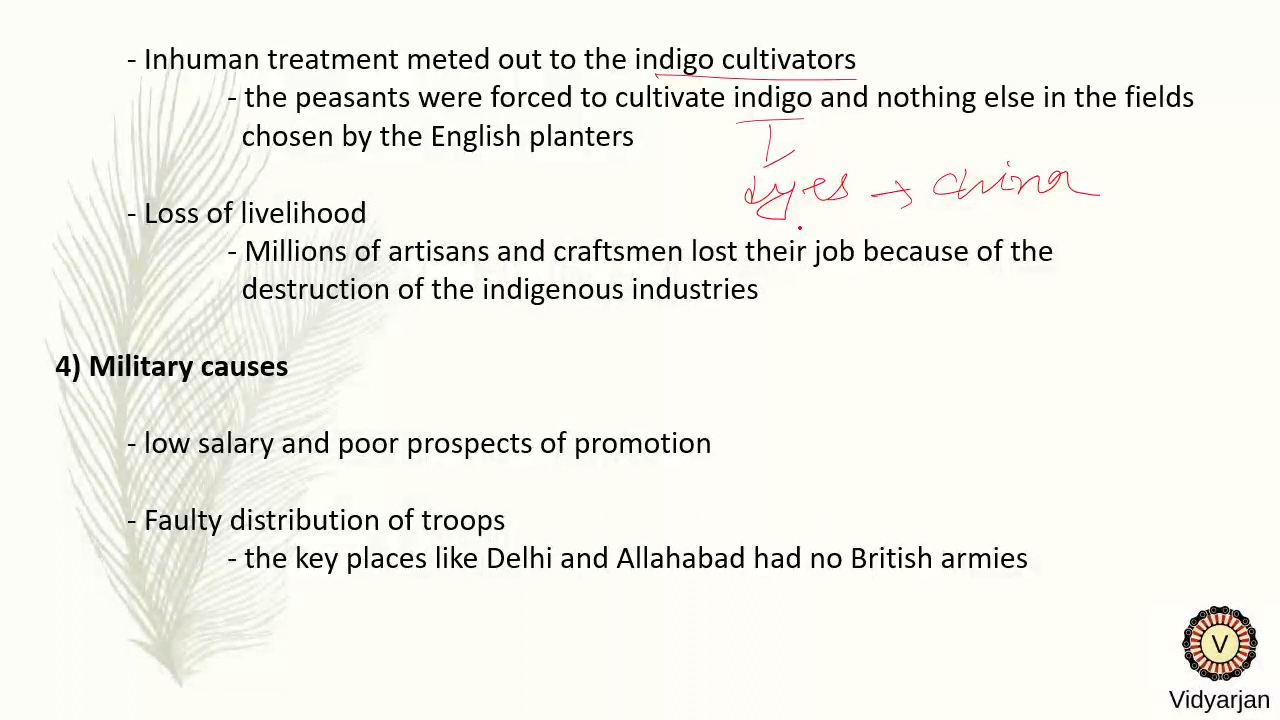 - Inhuman treatment meted out to the indigo cultivators
- the peasants were forced to cultivate indigo and nothing else in the fields
chosen by the English planters
dyes → china
- Loss of livelihood
- Millions of artisans and craftsmen lost their job because of the
destruction of the indigenous industries
4) Military causes
- low salary and poor prospects of promotion
- Faulty distribution of troops
- the key places like Delhi and Allahabad had no British armies
V
Vidyarjan